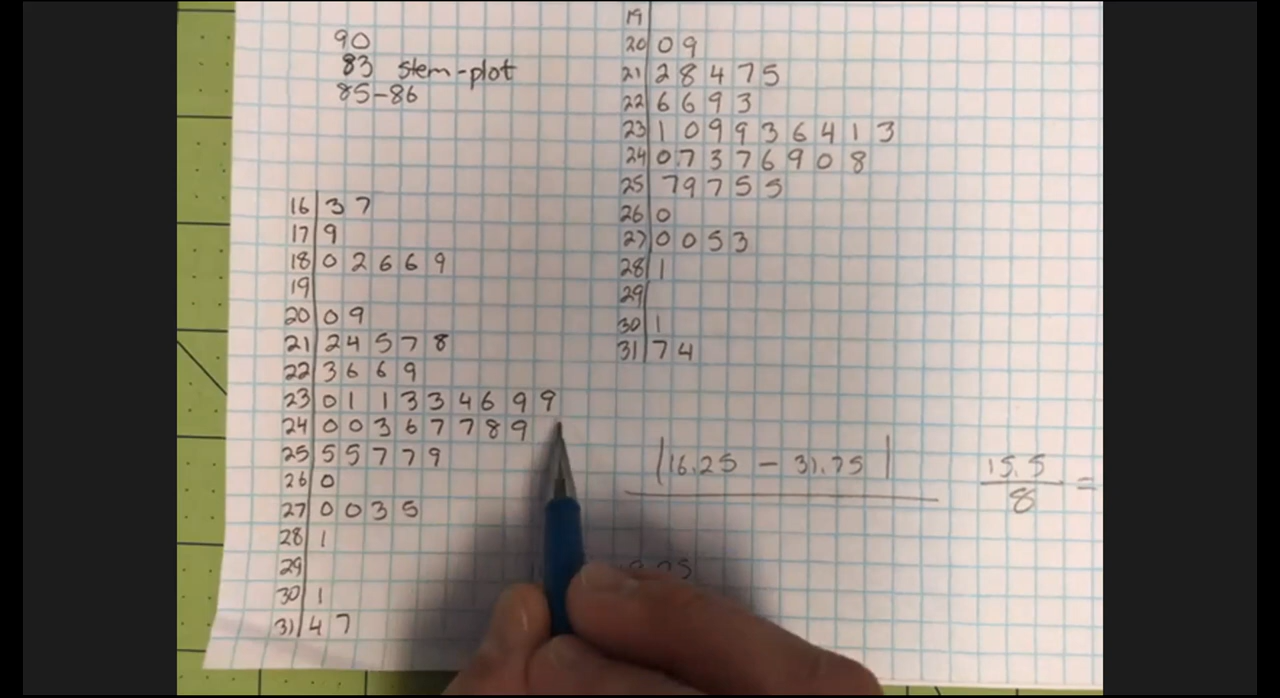 90
83 stem-plot
85-86
16|3 7
17|9
18|0 2 6 6 9
19|
20|0 9
21|2 4 5 7 8
22|3 6 6 9
23|0 1 1 3 3 4 6 9 9
24|0 0 3 6 7 7 8 9
25|5 5 7 7 9
26|0
27|0 0 3 5
28|1
29|
30|1
31|4 7
19|
20|0 9
21|2 8 4 7 5
22|6 6 9 3
23|1 0 9 9 3 6 4 1 3
24|0 7 3 7 6 9 0 8
25|7 9 7 5 5
26|0
27|0 0 5 3
28|1
29|
30|1
31|7 4
|16.25 - 31.75|
15.5
8
=